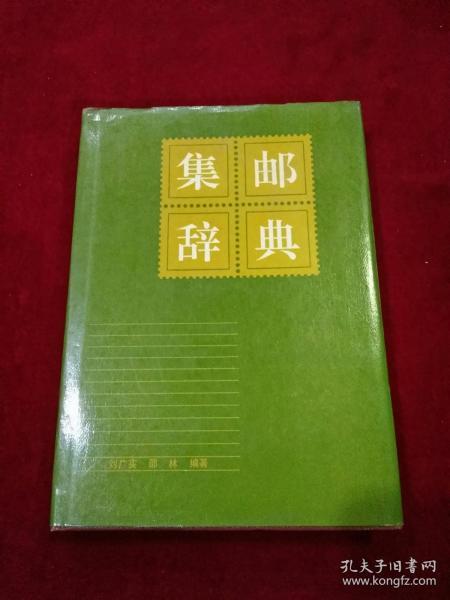 集邮
辞典
刘广实 邵 林 编著
孔夫子旧书网
www.kongfz.com